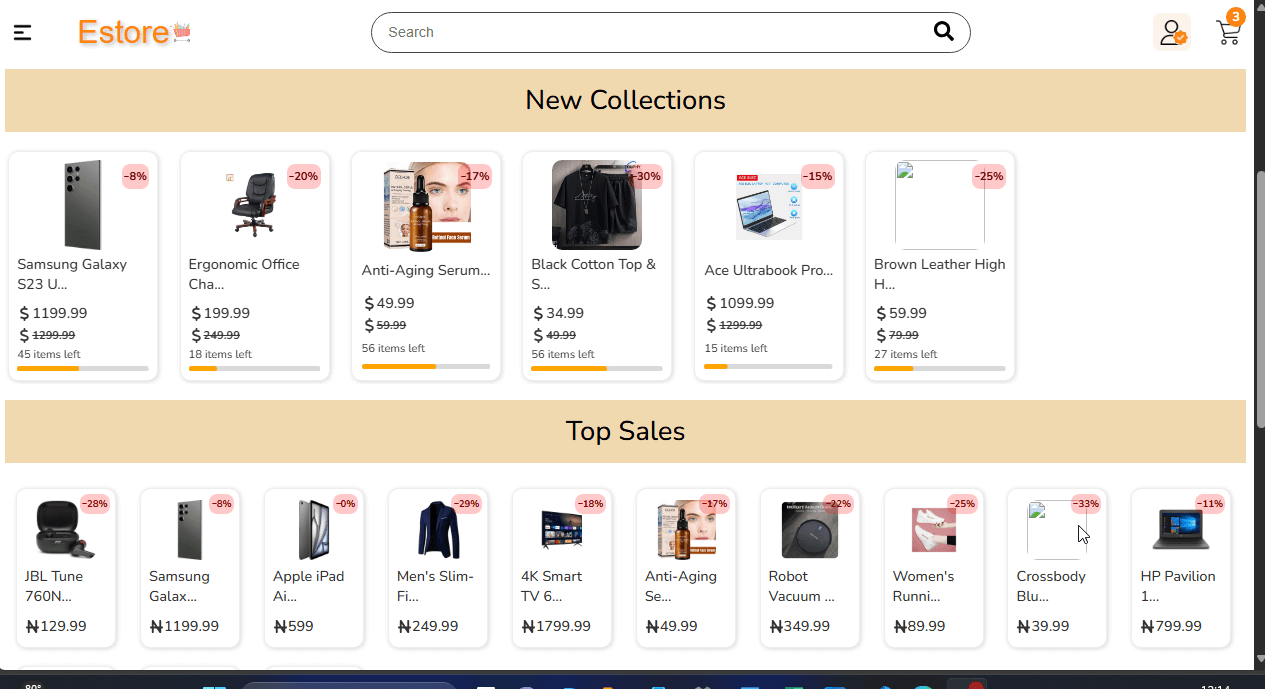 Estore
Search
3
New Collections
-8%
Samsung Galaxy
S23 U...
$ 1199.99
$ 1299.99
45 items left
-20%
Ergonomic Office
Cha...
$ 199.99
$ 249.99
18 items left
-17%
Retinol Face Serum
Anti-Aging Serum...
$ 49.99
$ 59.99
56 items left
-30%
Black Cotton Top &
S...
$ 34.99
$ 49.99
56 items left
-15%
Ace Ultrabook Pro...
$ 1099.99
$ 1299.99
15 items left
-25%
Brown Leather High
H...
$ 59.99
$ 79.99
27 items left
Top Sales
-28%
JBL Tune
760N...
₦129.99
-8%
Samsung
Galax...
₦1199.99
-0%
Apple iPad
Ai...
₦599
-29%
Men's Slim-
Fi...
₦249.99
-18%
4K Smart
TV 6...
₦1799.99
-17%
Anti-Aging
Se...
₦49.99
-22%
Robot
Vacuum ...
₦349.99
-25%
Women's
Runni...
₦89.99
-33%
Crossbody
Blu...
₦39.99
-11%
HP Pavilion
1...
₦799.99